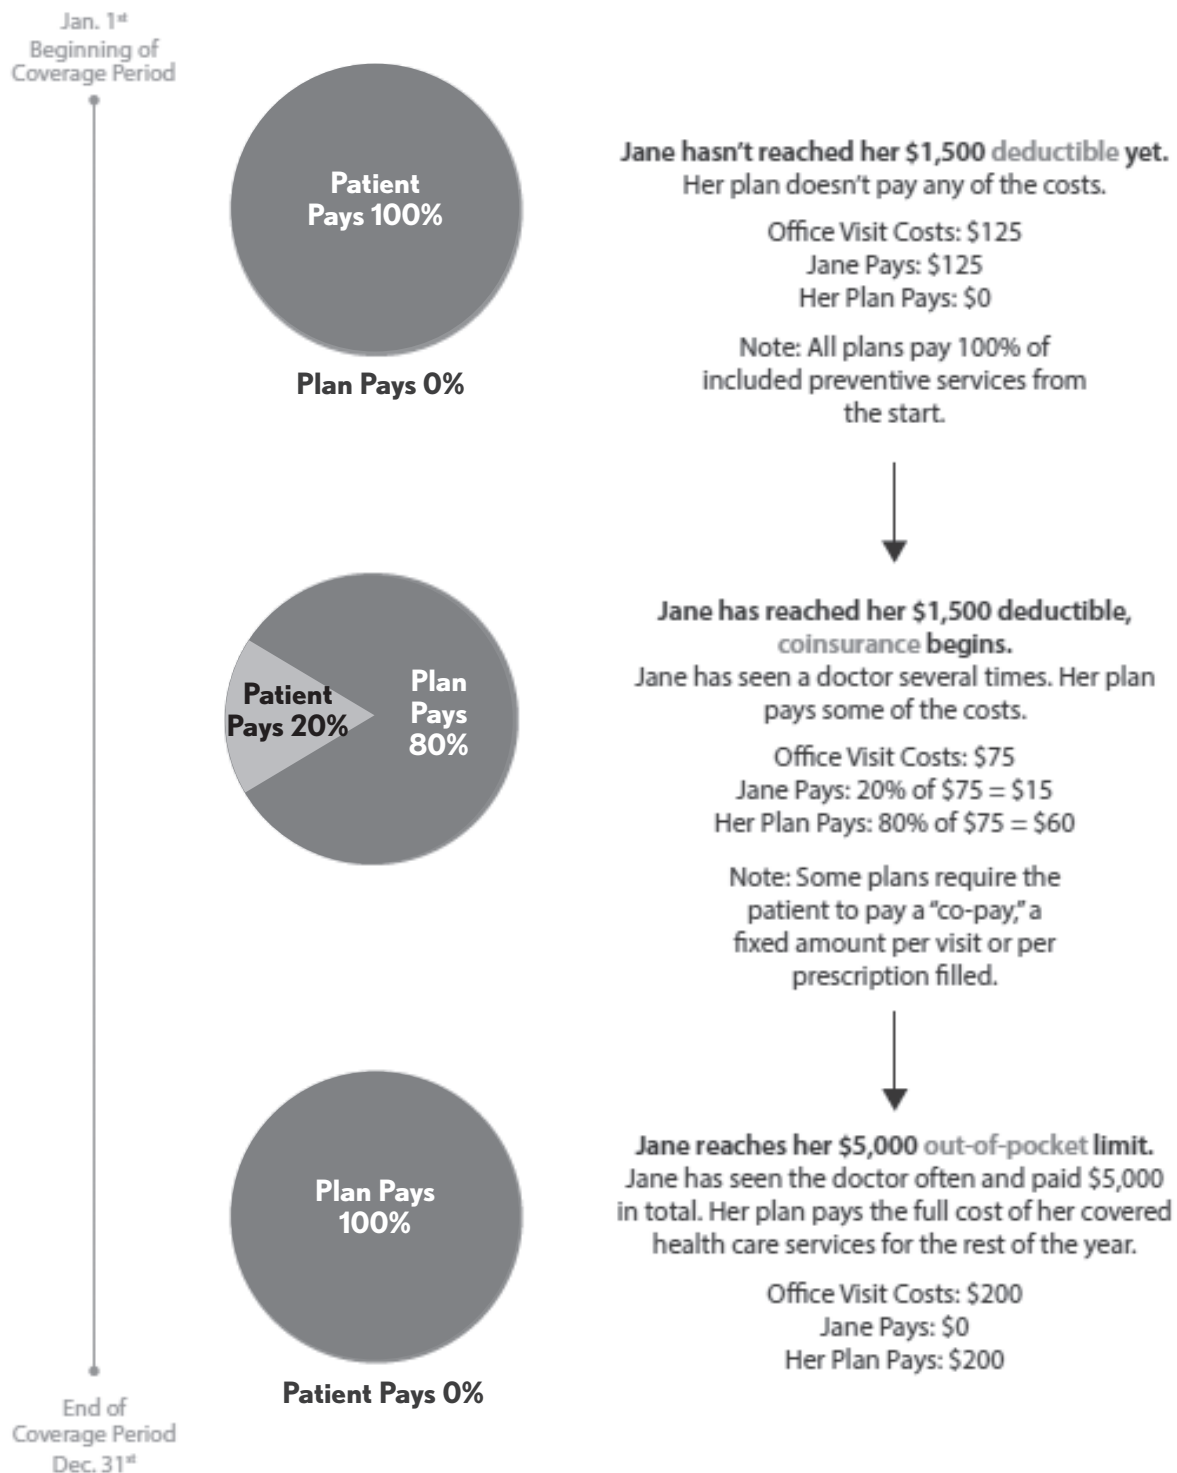 Jan. 1st
Beginning of
Coverage Period
Patient
Pays 100%
Plan Pays 0%
Jane hasn't reached her $1,500 deductible yet.
Her plan doesn't pay any of the costs.
Office Visit Costs: $125
Jane Pays: $125
Her Plan Pays: $0
Note: All plans pay 100% of
included preventive services from
the start.
Patient
Pays 20%
Plan
Pays
80%
Jane has reached her $1,500 deductible,
coinsurance begins.
Jane has seen a doctor several times. Her plan
pays some of the costs.
Office Visit Costs: $75
Jane Pays: 20% of $75 = $15
Her Plan Pays: 80% of $75 = $60
Note: Some plans require the
patient to pay a "co-pay," a
fixed amount per visit or per
prescription filled.
Plan Pays
100%
Patient Pays 0%
Jane reaches her $5,000 out-of-pocket limit.
Jane has seen the doctor often and paid $5,000
in total. Her plan pays the full cost of her covered
health care services for the rest of the year.
Office Visit Costs: $200
Jane Pays: $0
Her Plan Pays: $200
End of
Coverage Period
Dec. 31st